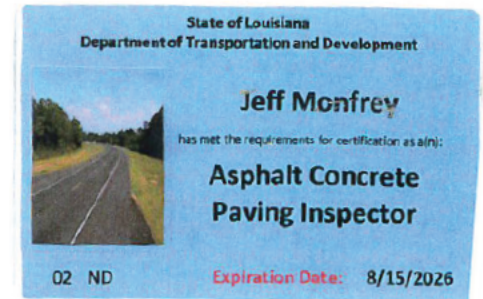 State of Louisiana
Department of Transportation and Development
Jeff Monfrey
has met the requirements for certification as a(n):
Asphalt Concrete
Paving Inspector
02 ND
Expiration Date: 8/15/2026